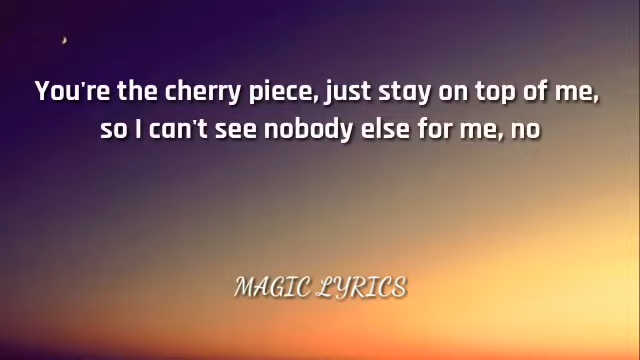 You're the cherry piece, just stay on top of me,
so I can't see nobody else for me, no
MAGIC LYRICS